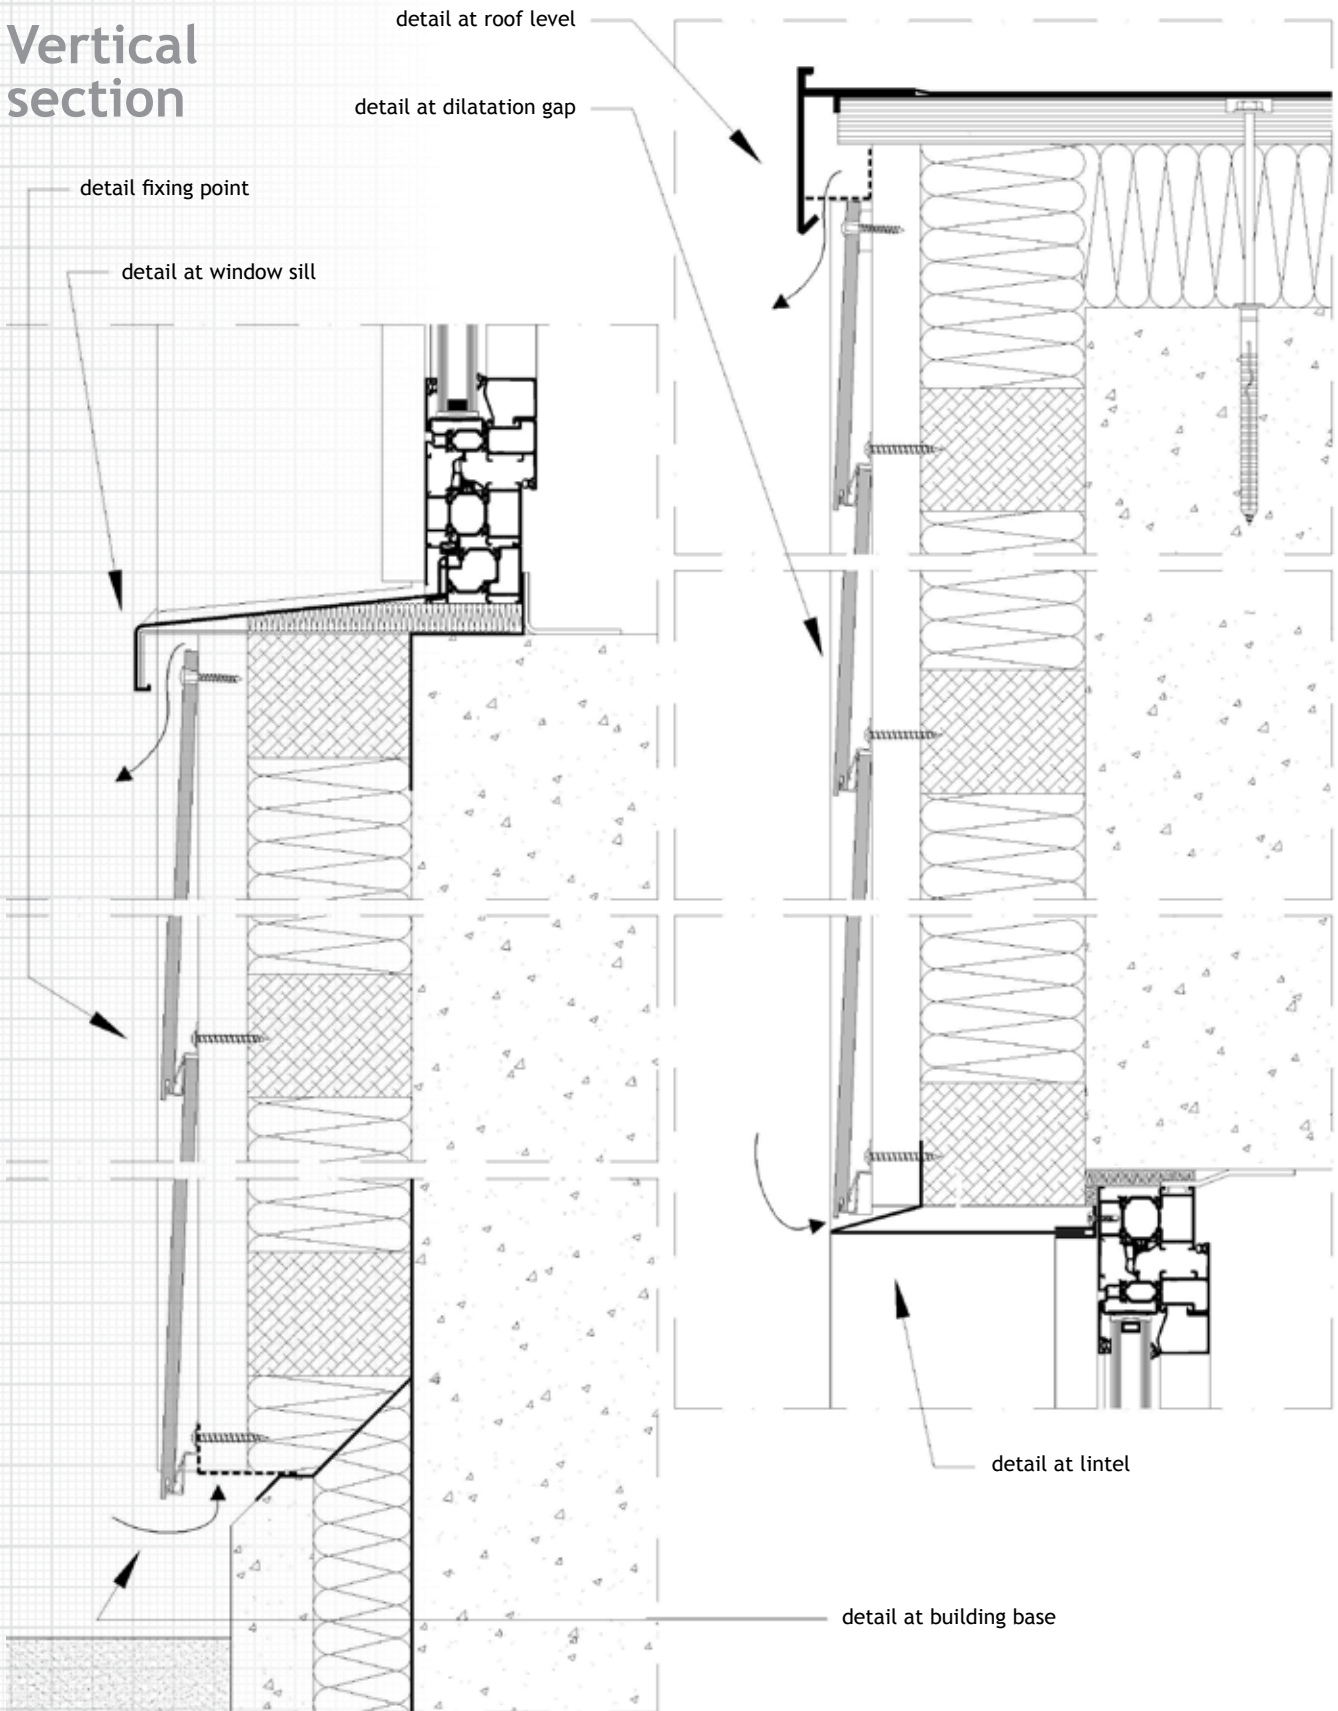 Vertical
section
detail at roof level
detail at dilatation gap
detail fixing point
detail at window sill
detail at lintel
detail at building base